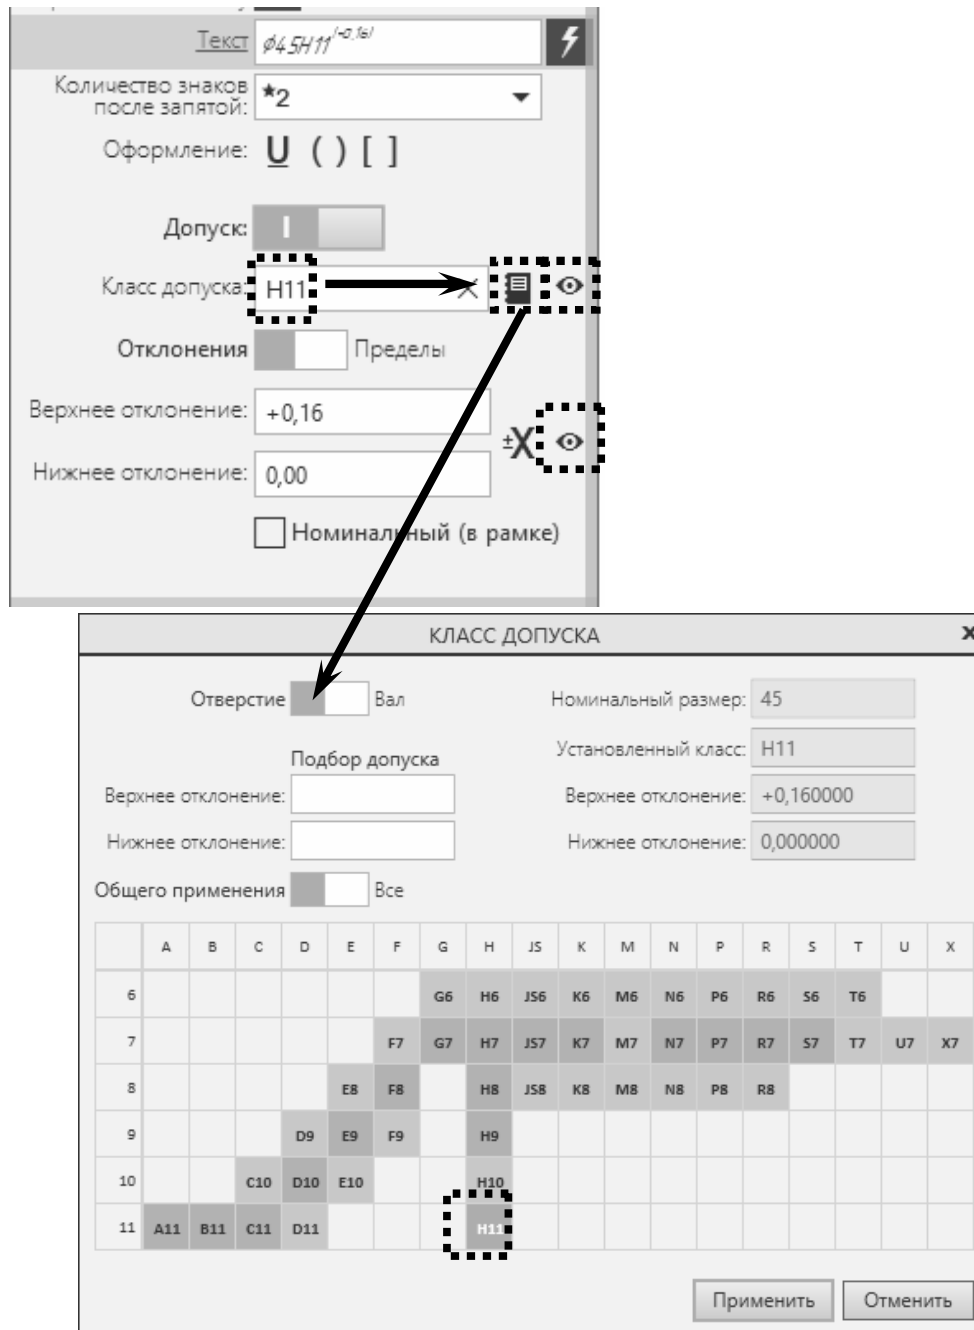 Текст ⌀45H11(+0,16)
Количество знаков
после запятой: *2
Оформление: U ( ) [ ]
Допуск: I
Класс допуска: H11
Отклонения Пределы
Верхнее отклонение: +0,16
±X
Нижнее отклонение: 0,00
Номинальный (в рамке)
КЛАСС ДОПУСКА x
Отверстие Вал Номинальный размер: 45
Подбор допуска Установленный класс: H11
Верхнее отклонение: Верхнее отклонение: +0,160000
Нижнее отклонение: Нижнее отклонение: 0,000000
Общего применения Все
A B C D E F G H JS K M N P R S T U X
6 G6 H6 JS6 K6 M6 N6 P6 R6 S6 T6
7 F7 G7 H7 JS7 K7 M7 N7 P7 R7 S7 T7 U7 X7
8 E8 F8 H8 JS8 K8 M8 N8 P8 R8
9 D9 E9 F9 H9
10 C10 D10 E10 H10
11 A11 B11 C11 D11 H11
Применить Отменить